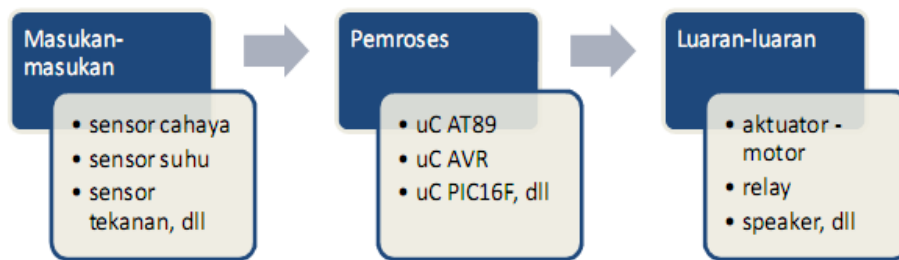 Masukan-
masukan
• sensor cahaya
• sensor suhu
• sensor
tekanan, dll
Pemroses
• uC AT89
• uC AVR
• uC PIC16F, dll
Luaran-luaran
• aktuator -
motor
• relay
• speaker, dll